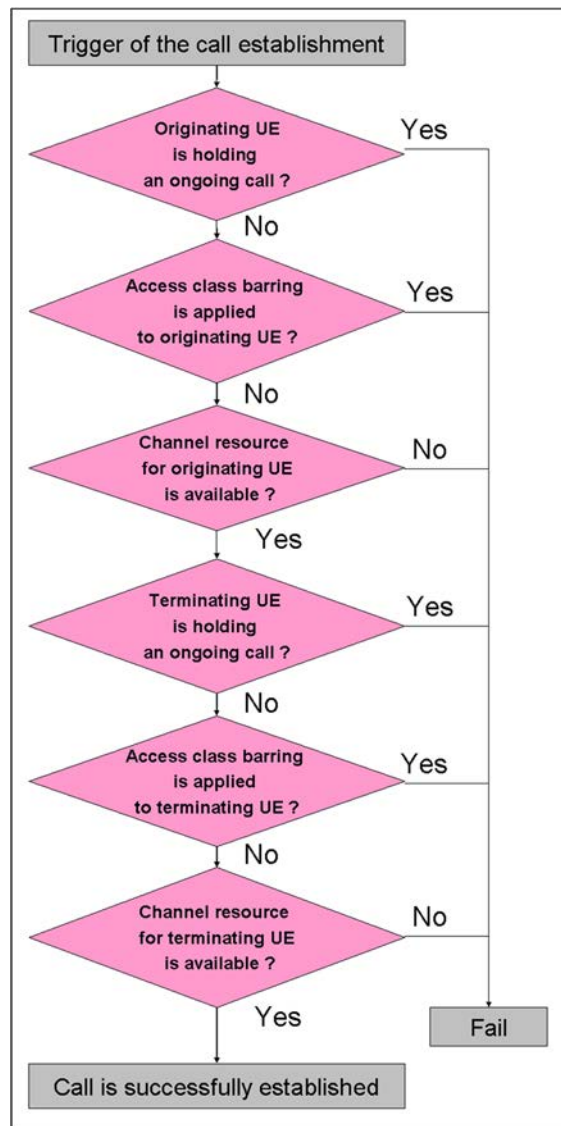 Trigger of the call establishment
Originating UE
is holding
an ongoing call ?
Yes
No
Access class barring
is applied
to originating UE ?
Yes
No
Channel resource
for originating UE
is available ?
No
Yes
Terminating UE
is holding
an ongoing call ?
Yes
No
Access class barring
is applied
to terminating UE ?
Yes
No
Channel resource
for terminating UE
is available ?
No
Yes
Fail
Call is successfully established